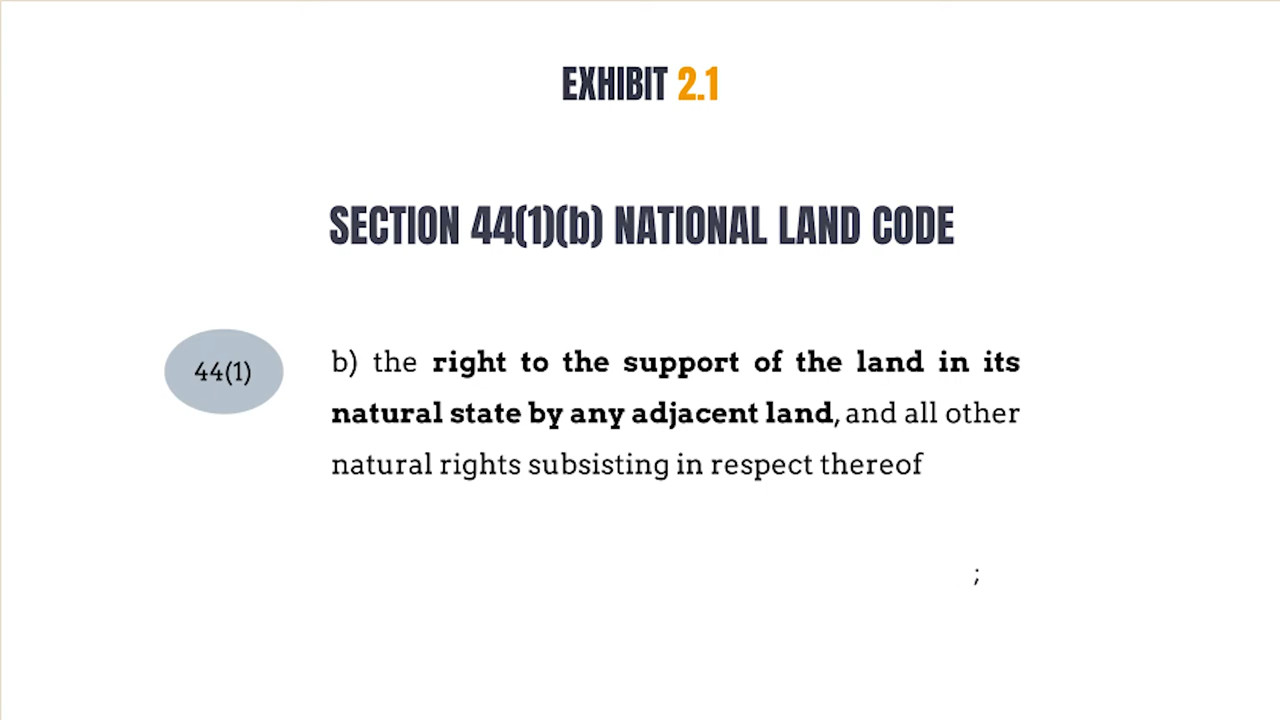 EXHIBIT 2.1
SECTION 44(1)(b) NATIONAL LAND CODE
44(1)
b) the right to the support of the land in its
natural state by any adjacent land, and all other
natural rights subsisting in respect thereof
;